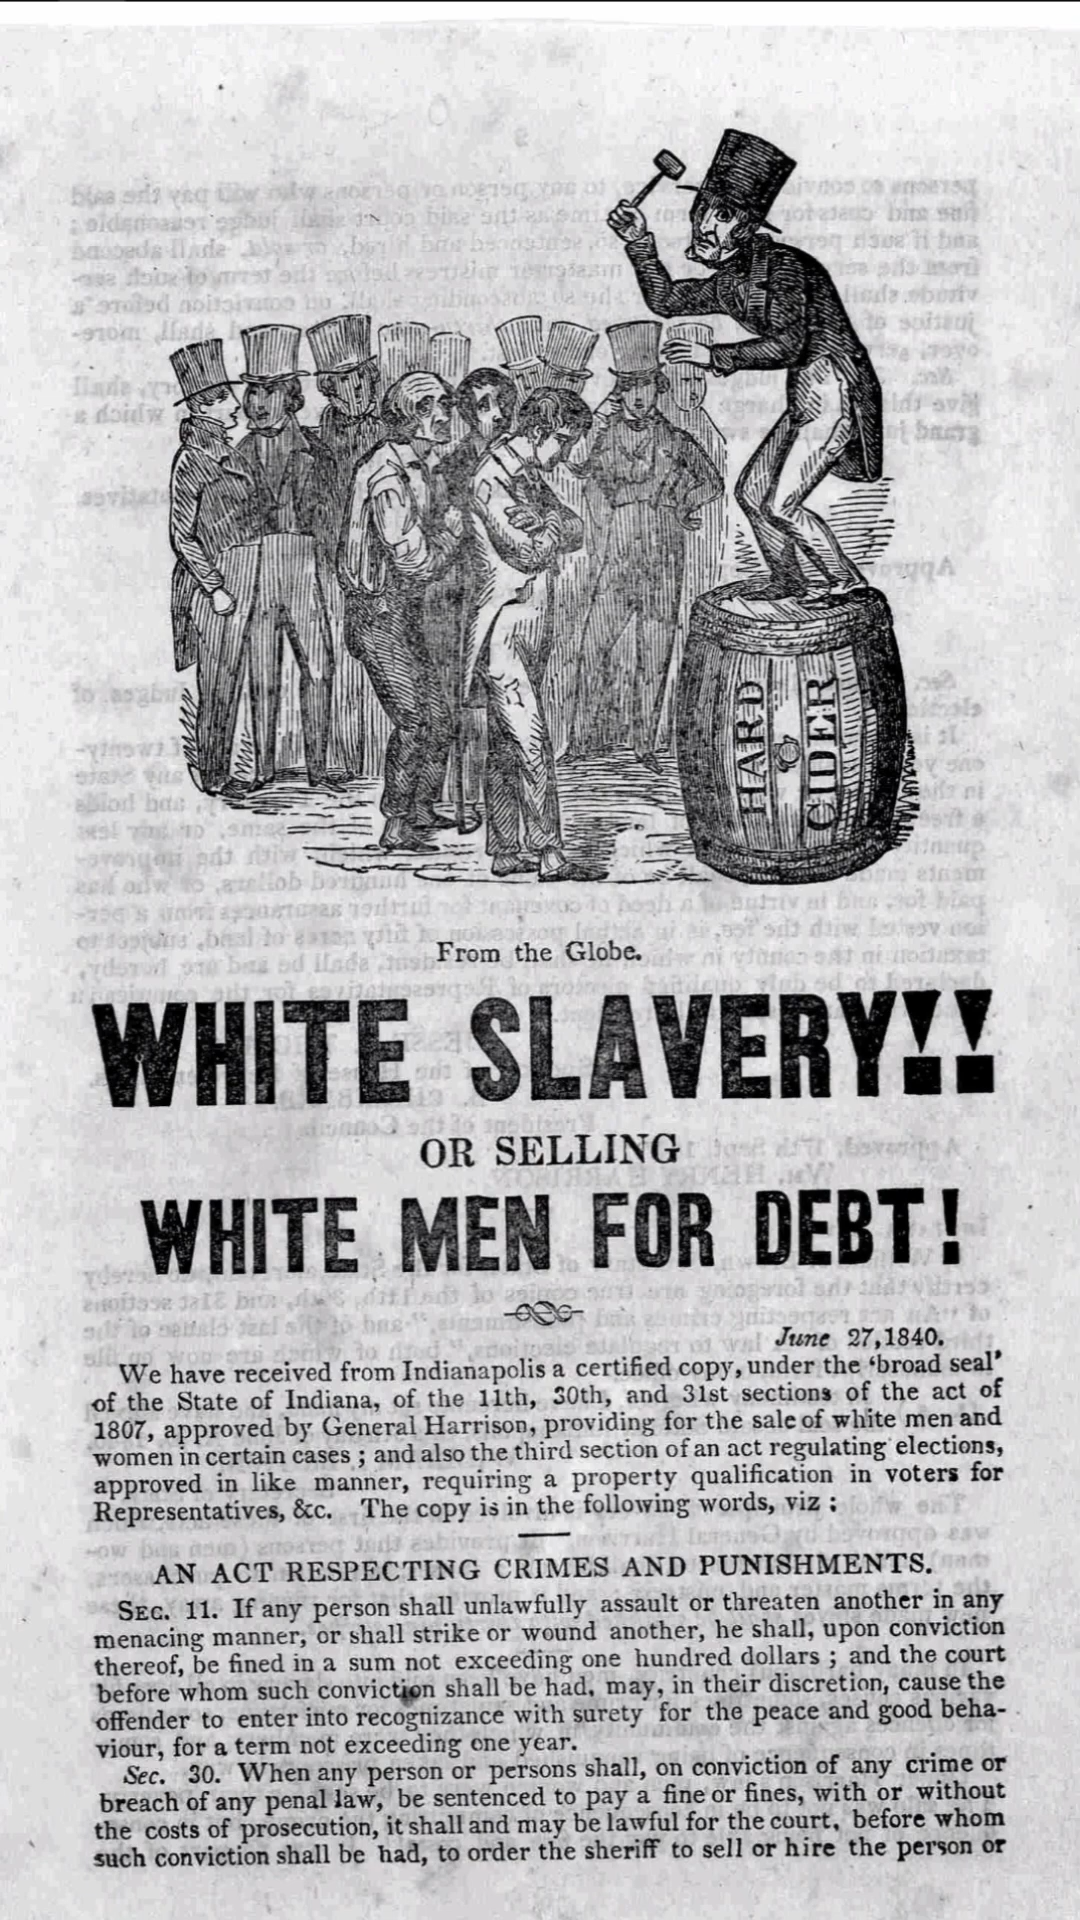 HARD
CIDER
From the Globe.
WHITE SLAVERY!!
OR SELLING
WHITE MEN FOR DEBT!
June 27, 1840.
We have received from Indianapolis a certified copy, under the 'broad seal'
of the State of Indiana, of the 11th, 30th, and 31st sections of the act of
1807, approved by General Harrison, providing for the sale of white men and
women in certain cases; and also the third section of an act regulating elections,
approved in like manner, requiring a property qualification in voters for
Representatives, &c. The copy is in the following words, viz:
AN ACT RESPECTING CRIMES AND PUNISHMENTS.
SEC. 11. If any person shall unlawfully assault or threaten another in any
menacing manner, or shall strike or wound another, he shall, upon conviction
thereof, be fined in a sum not exceeding one hundred dollars; and the court
before whom such conviction shall be had, may, in their discretion, cause the
offender to enter into recognizance with surety for the peace and good beha-
viour, for a term not exceeding one year.
Sec. 30. When any person or persons shall, on conviction of any crime or
breach of any penal law, be sentenced to pay a fine or fines, with or without
the costs of prosecution, it shall and may be lawful for the court, before whom
such conviction shall be had, to order the sheriff to sell or hire the person or